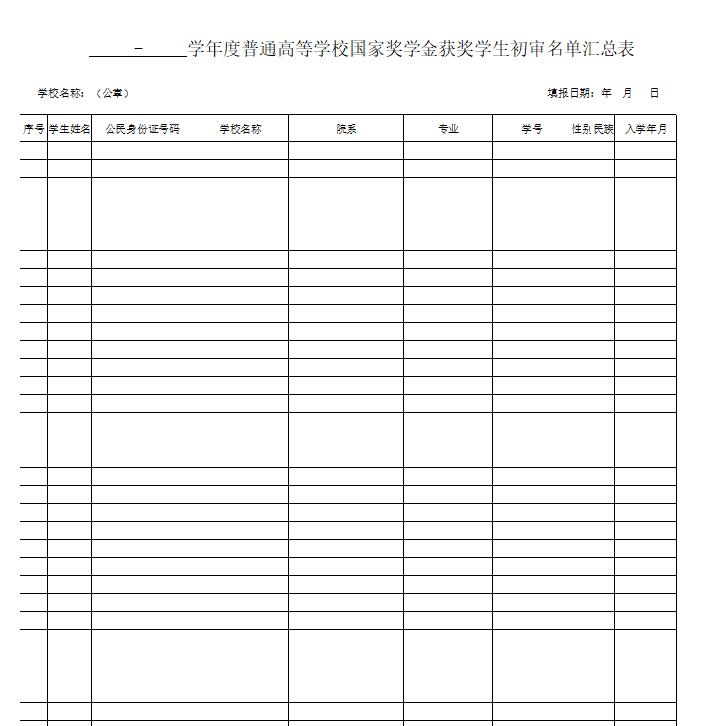 ______－______学年度普通高等学校国家奖学金获奖学生初审名单汇总表
学校名称：（公章） 填报日期：年 月 日
序号 学生姓名 公民身份证号码 学校名称 院系 专业 学号 性别 民族 入学年月